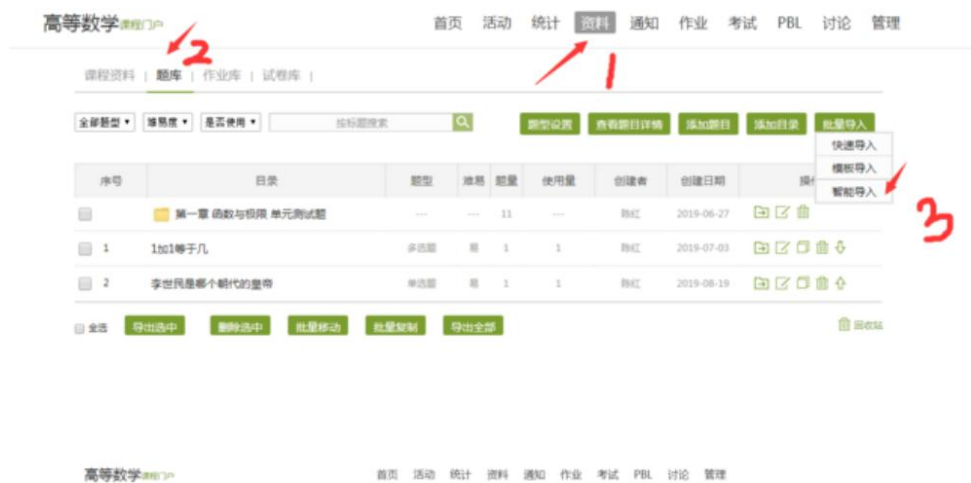 高等数学 课程门户 首页 活动 统计 资料 通知 作业 考试 PBL 讨论 管理
2
1
课程资料 | 题库 | 作业库 | 试卷库 |
全部题型 难易度 是否使用 按标题搜索 题型设置 查看题目详情 添加题目 添加目录 批量导入
快速导入
模板导入
智能导入
3
序号 目录 题型 难易 题量 使用量 创建者 创建日期 操作
第一章 函数与极限 单元测试题 --- --- 11 --- 陈红 2019-06-27
1 1加1等于几 多选题 易 1 1 陈红 2019-07-03
2 李世民是哪个朝代的皇帝 单选题 易 1 1 陈红 2019-08-19
全选 导出选中 删除选中 批量移动 批量复制 导出全部 回收站
高等数学 课程门户 首页 活动 统计 资料 通知 作业 考试 PBL 讨论 管理